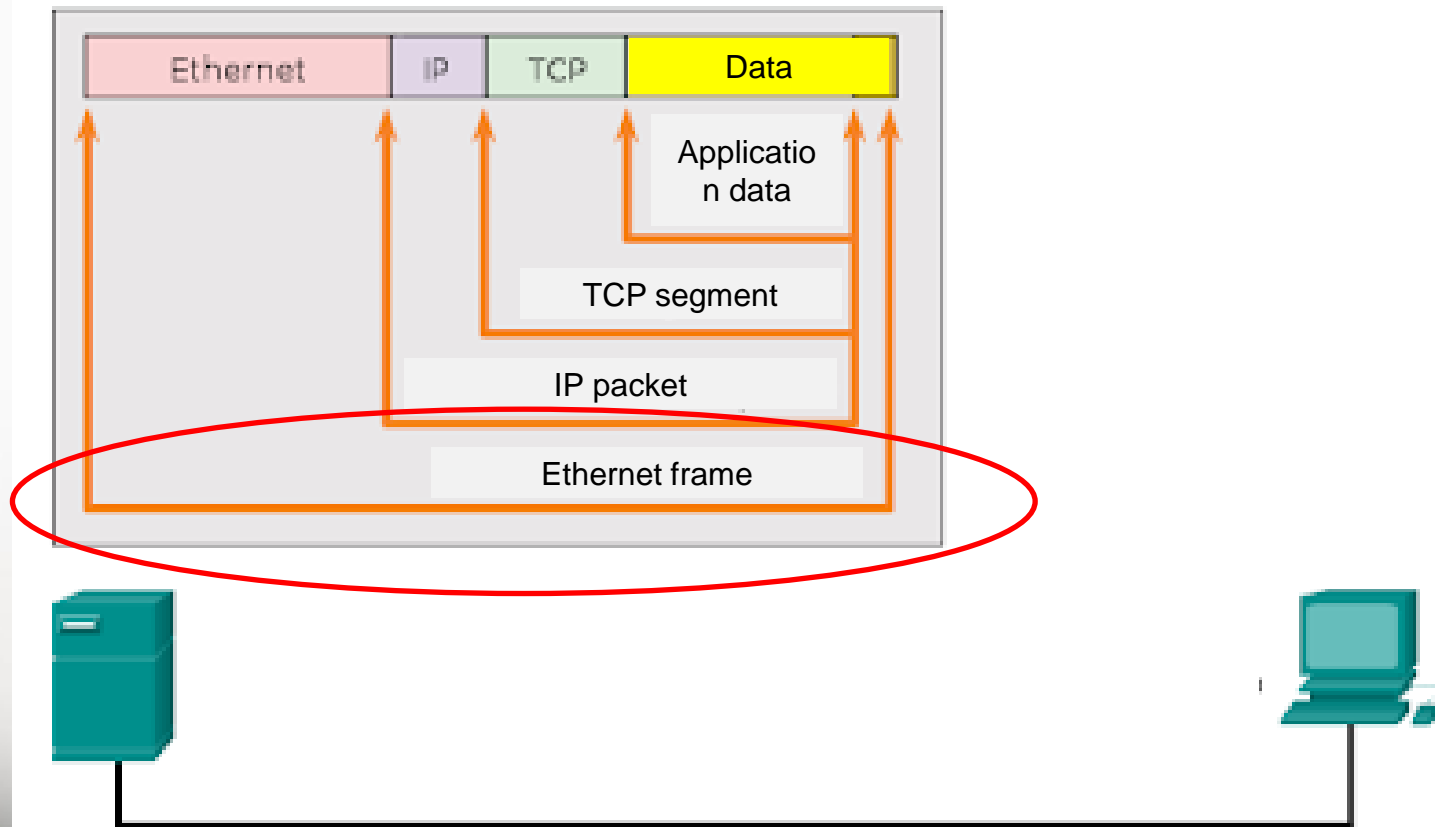 Ethernet IP TCP Data
Applicatio
n data
TCP segment
IP packet
Ethernet frame